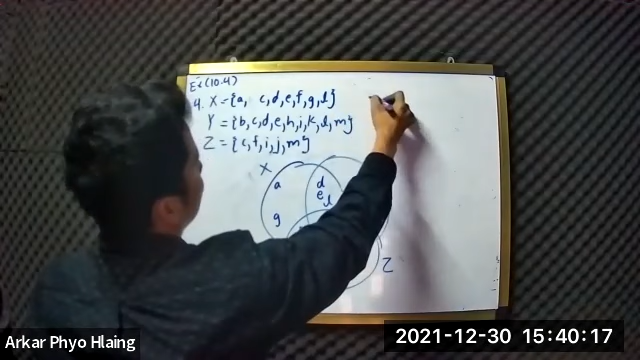 Ex (10.4)
4. X = {a, c, d, e, f, g, l}
Y = {b, c, d, e, h, i, k, l, m}
Z = {c, f, i, j, m}
X
a
d
e
l
g
Z
Arkar Phyo Hlaing
2021-12-30 15:40:17